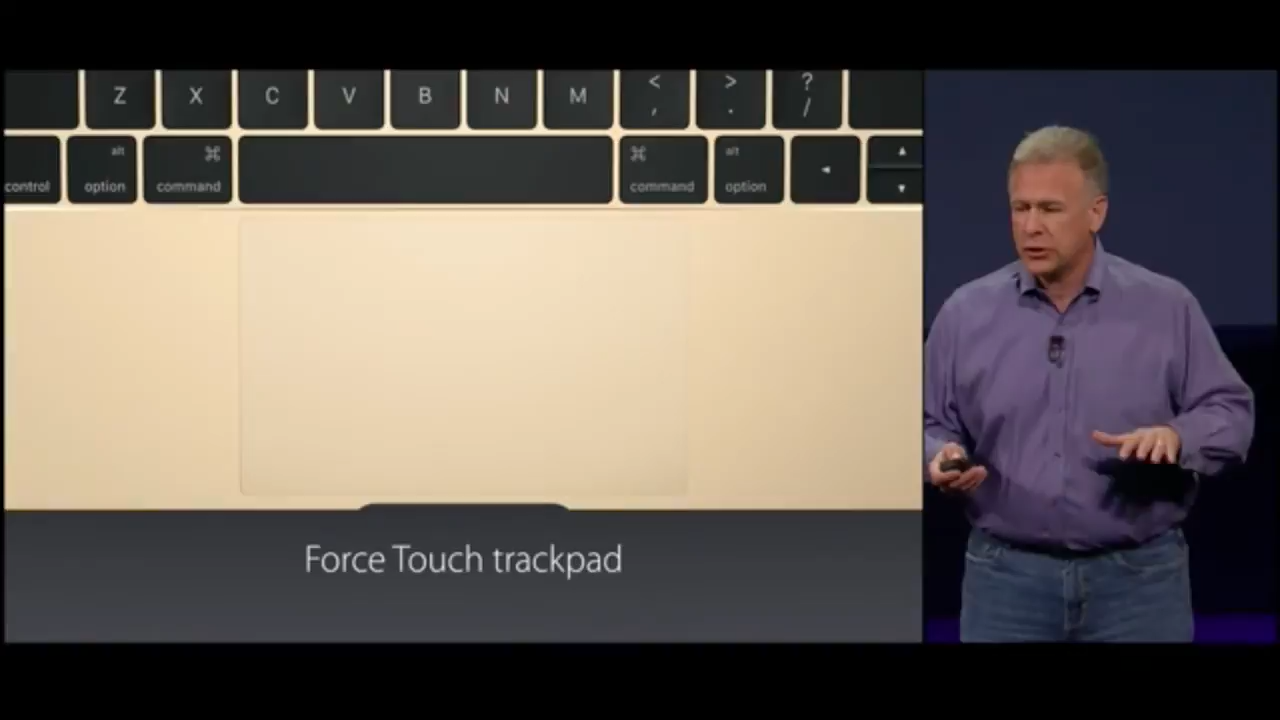 Z X C V B N M < > ?
, . /
alt ⌘ ⌘ alt ▲
control option command command option ◄ ▼
Force Touch trackpad